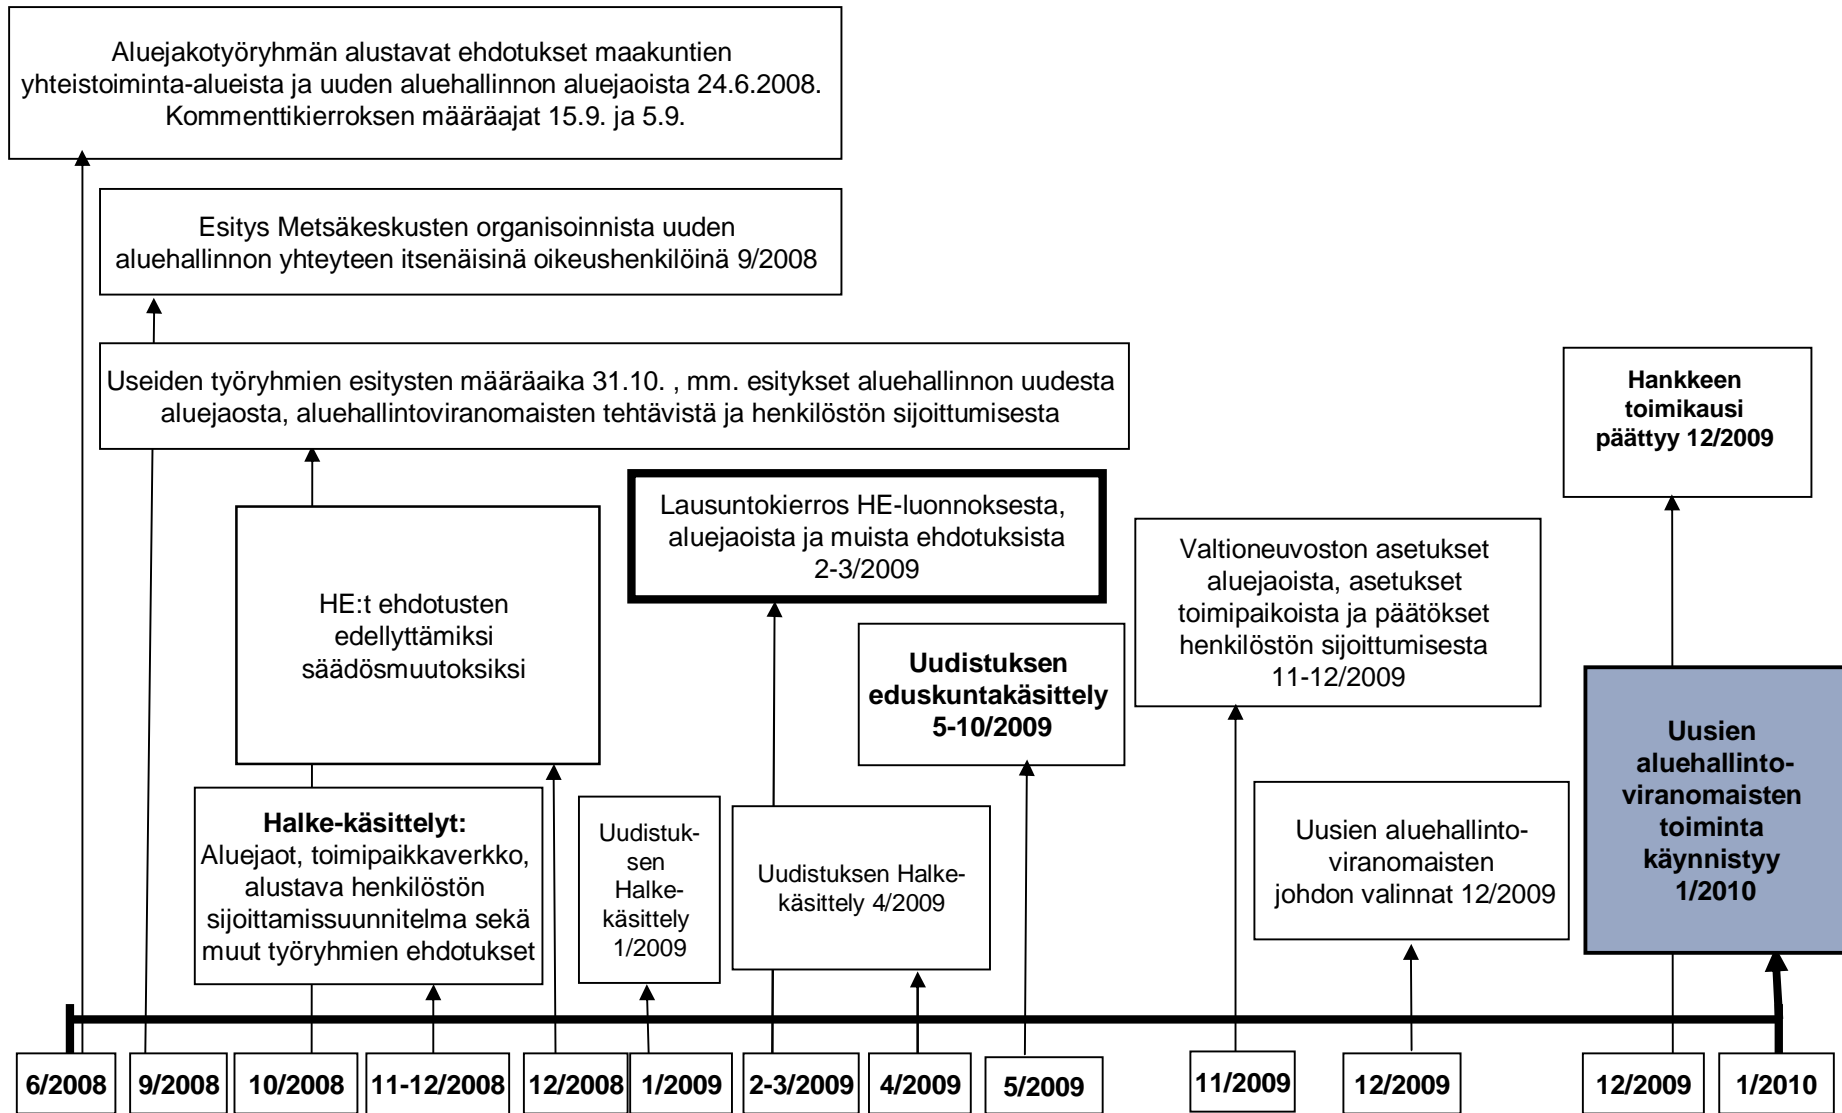 Aluejakotyöryhmän alustavat ehdotukset maakuntien
yhteistoiminta-alueista ja uuden aluehallinnon aluejaoista 24.6.2008.
Kommenttikierroksen määräajat 15.9. ja 5.9.
Esitys Metsäkeskusten organisoinnista uuden
aluehallinnon yhteyteen itsenäisinä oikeushenkilöinä 9/2008
Useiden työryhmien esitysten määräaika 31.10. , mm. esitykset aluehallinnon uudesta
aluejaosta, aluehallintoviranomaisten tehtävistä ja henkilöstön sijoittumisesta
Hankkeen
toimikausi
päättyy 12/2009
HE:t ehdotusten
edellyttämiksi
säädösmuutoksiksi
Lausuntokierros HE-luonnoksesta,
aluejaoista ja muista ehdotuksista
2-3/2009
Valtioneuvoston asetukset
aluejaoista, asetukset
toimipaikoista ja päätökset
henkilöstön sijoittumisesta
11-12/2009
Uudistuksen
eduskuntakäsittely
5-10/2009
Uusien
aluehallinto-
viranomaisten
toiminta
käynnistyy
1/2010
Halke-käsittelyt:
Aluejaot, toimipaikkaverkko,
alustava henkilöstön
sijoittamissuunnitelma sekä
muut työryhmien ehdotukset
Uudistuk-
sen
Halke-
käsittely
1/2009
Uudistuksen Halke-
käsittely 4/2009
Uusien aluehallinto-
viranomaisten
johdon valinnat 12/2009
6/2008
9/2008
10/2008
11-12/2008
12/2008
1/2009
2-3/2009
4/2009
5/2009
11/2009
12/2009
12/2009
1/2010